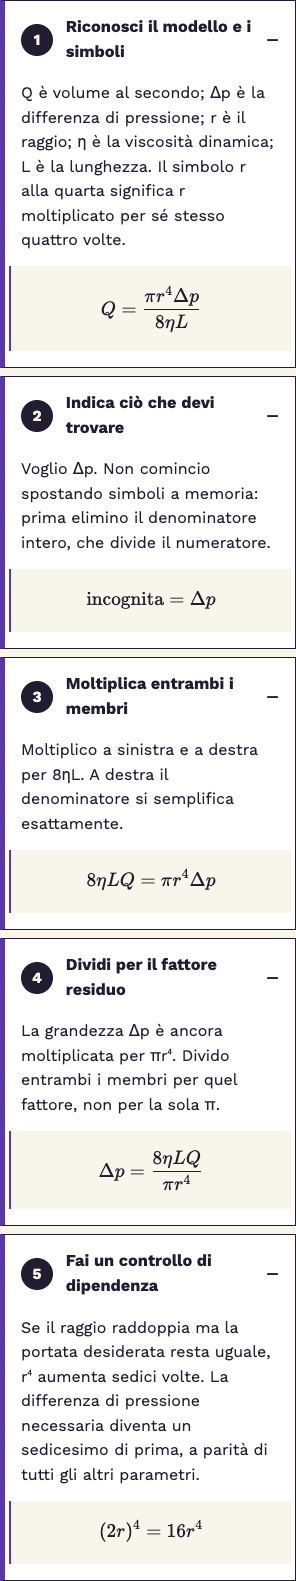 1
Riconosci il modello e i
simboli
−
Q è volume al secondo; Δp è la
differenza di pressione; r è il
raggio; η è la viscosità dinamica;
L è la lunghezza. Il simbolo r
alla quarta significa r
moltiplicato per sé stesso
quattro volte.
Q = πr⁴Δp / 8ηL
2
Indica ciò che devi
trovare
−
Voglio Δp. Non comincio
spostando simboli a memoria:
prima elimino il denominatore
intero, che divide il numeratore.
incognita = Δp
3
Moltiplica entrambi i
membri
−
Moltiplico a sinistra e a destra
per 8ηL. A destra il
denominatore si semplifica
esattamente.
8ηLQ = πr⁴Δp
4
Dividi per il fattore
residuo
−
La grandezza Δp è ancora
moltiplicata per πr⁴. Divido
entrambi i membri per quel
fattore, non per la sola π.
Δp = 8ηLQ / πr⁴
5
Fai un controllo di
dipendenza
−
Se il raggio raddoppia ma la
portata desiderata resta uguale,
r⁴ aumenta sedici volte. La
differenza di pressione
necessaria diventa un
sedicesimo di prima, a parità di
tutti gli altri parametri.
(2r)⁴ = 16r⁴